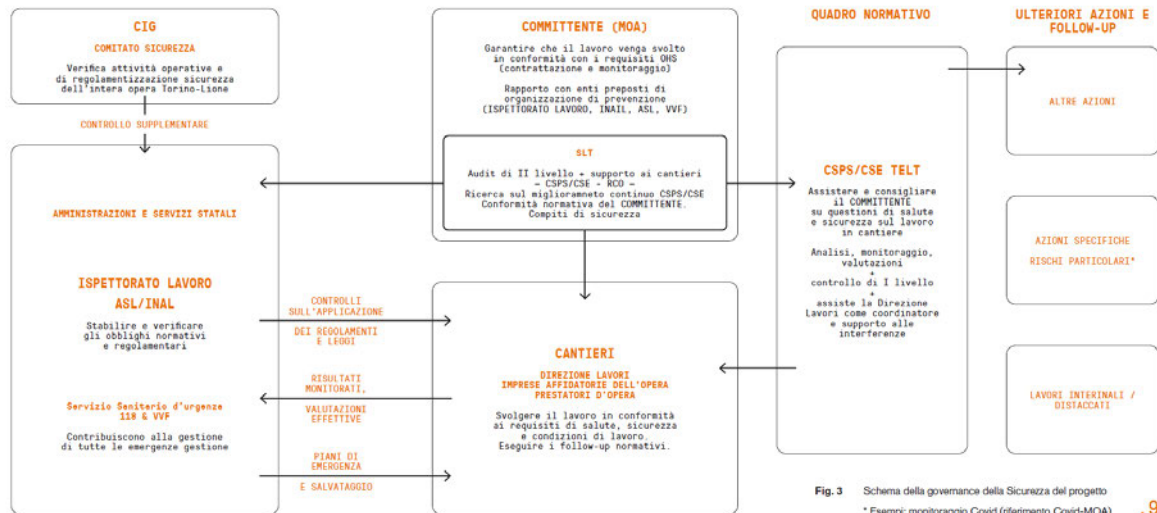 CIG
COMITATO SICUREZZA
Verifica attività operative e
di regolamentizzazione sicurezza
dell'intera opera Torino-Lione
CONTROLLO SUPPLEMENTARE
AMMINISTRAZIONI E SERVIZI STATALI
ISPETTORATO LAVORO
ASL/INAL
Stabilire e verificare
gli obblighi normativi
e regolamentari
Servizio Seniterio d'urgenze
118 & VVF
Contribuiscono alla gestione
di tutte le emergenze gestione
CONTROLLI
SULL'APPLICAZIONE
DEI REGOLAMENTI
E LEGGI
RISULTATI
MONITORATI,
VALUTAZIONI
EFFETTIVE
PIANI DI
EMERGENZA
E SALVATAGGIO
COMMITTENTE (MOA)
Garantire che il lavoro venga svolto
in conformità con i requisiti OHS
(contrattazione e monitoraggio)
Rapporto con enti preposti di
organizzazione di prevenzione
(ISPETTORATO LAVORO, INAIL, ASL, VVF)
SLT
Audit di II livello + supporto ai cantieri
– CSPS/CSE - RCO –
Ricerca sul miglioramneto continuo CSPS/CSE
Conformità normativa del COMMITTENTE.
Compiti di sicurezza
CANTIERI
DIREZIONE LAVORI
IMPRESE AFFIDATORIE DELL'OPERA
PRESTATORI D'OPERA
Svolgere il lavoro in conformità
ai requisiti di salute, sicurezza
e condizioni di lavoro.
Eseguire i follow-up normativi.
QUADRO NORMATIVO
CSPS/CSE TELT
Assistere e consigliare
il COMMITTENTE
su questioni di salute
e sicurezza sul lavoro
in cantiere
Analisi, monitoraggio,
valutazioni
+
controllo di I livello
+
assiste la Direzione
Lavori come coordinatore
e supporto alle
interferenze
ULTERIORI AZIONI E
FOLLOW-UP
ALTRE AZIONI
AZIONI SPECIFICHE
RISCHI PARTICOLARI*
LAVORI INTERINALI /
DISTACCATI
Fig. 3 Schema della governance della Sicurezza del progetto
* Esempi: monitoraggio Covid (riferimento Covid-MOA)
. 9